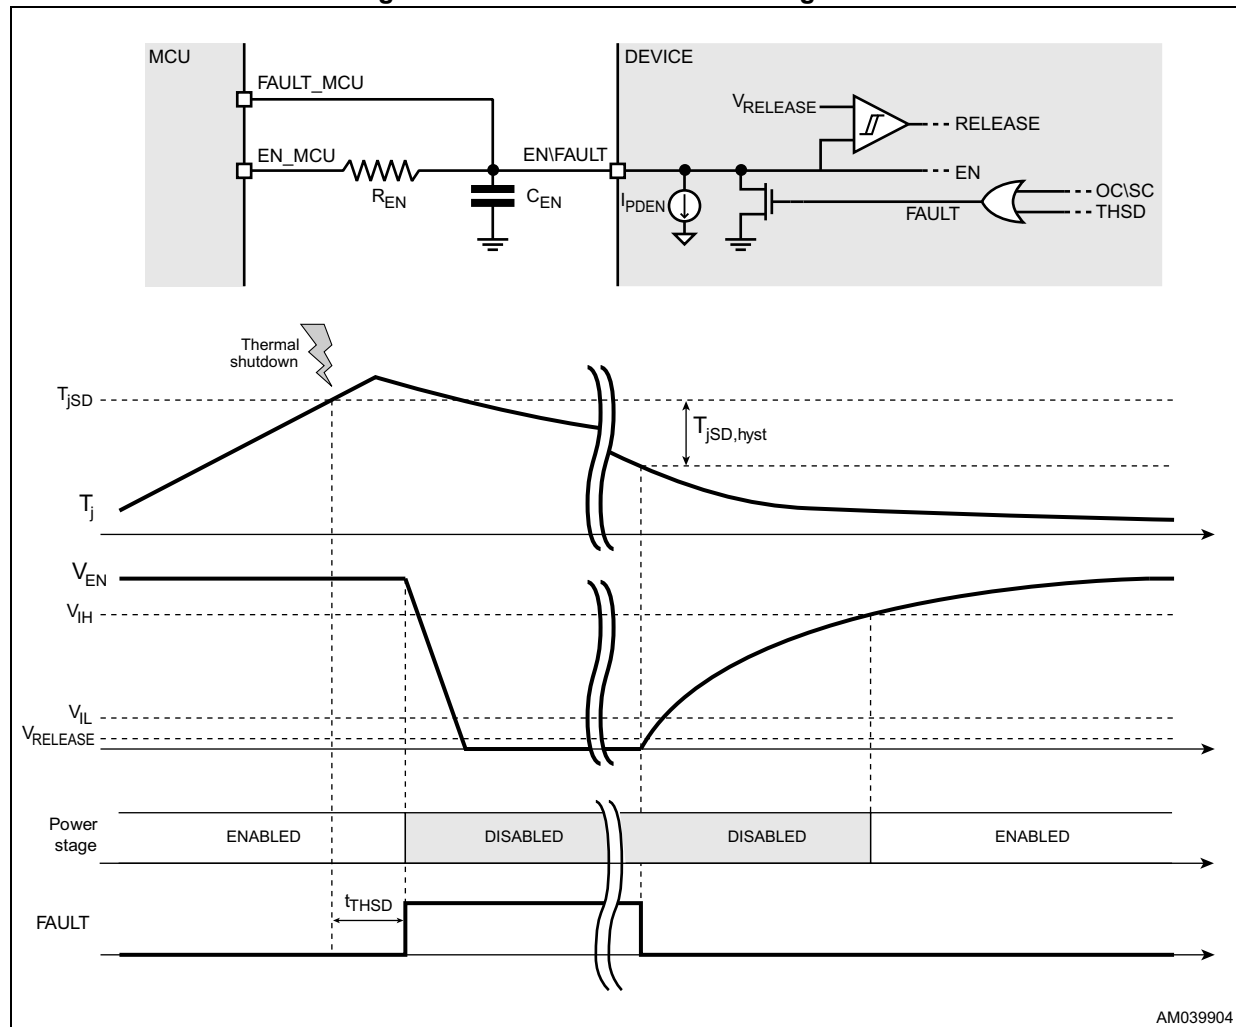 MCU
DEVICE
FAULT_MCU
VRELEASE
RELEASE
EN_MCU
EN\FAULT
EN
REN
CEN
IPDEN
OC\SC
FAULT
THSD
Thermal
shutdown
TjSD
TjSD,hyst
Tj
VEN
VIH
VIL
VRELEASE
Power
stage
ENABLED
DISABLED
DISABLED
ENABLED
tTHSD
FAULT
AM039904